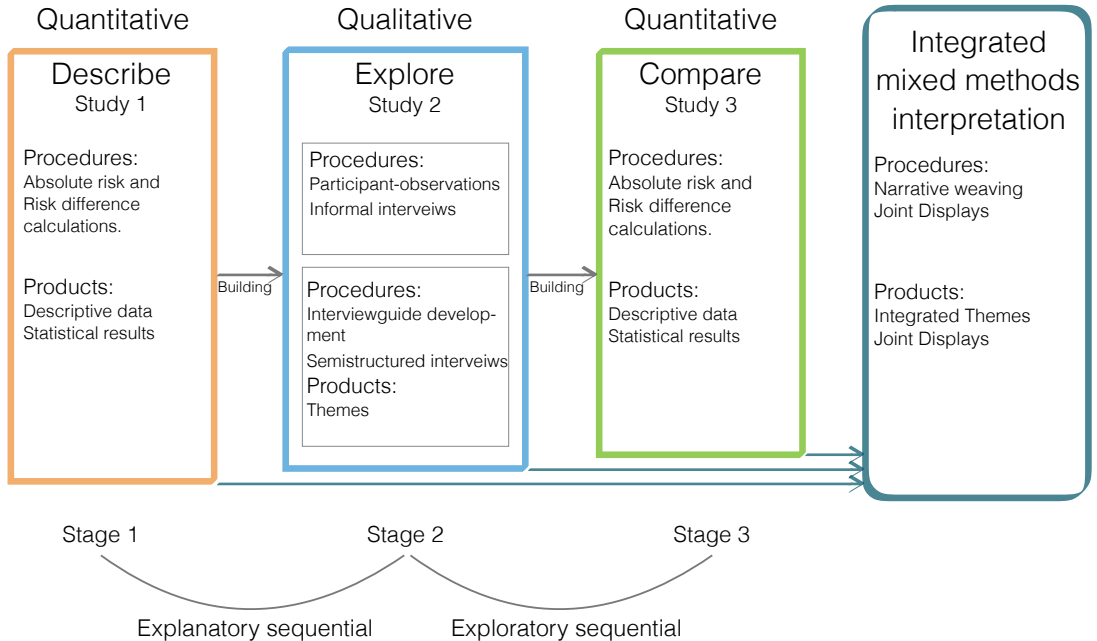 Quantitative
Describe
Study 1
Procedures:
Absolute risk and
Risk difference
calculations.
Products:
Descriptive data
Statistical results
Building
Qualitative
Explore
Study 2
Procedures:
Participant-observations
Informal interveiws
Procedures:
Interviewguide develop-
ment
Semistructured interveiws
Products:
Themes
Building
Quantitative
Compare
Study 3
Procedures:
Absolute risk and
Risk difference
calculations.
Products:
Descriptive data
Statistical results
Integrated
mixed methods
interpretation
Procedures:
Narrative weaving
Joint Displays
Products:
Integrated Themes
Joint Displays
Stage 1
Stage 2
Stage 3
Explanatory sequential
Exploratory sequential